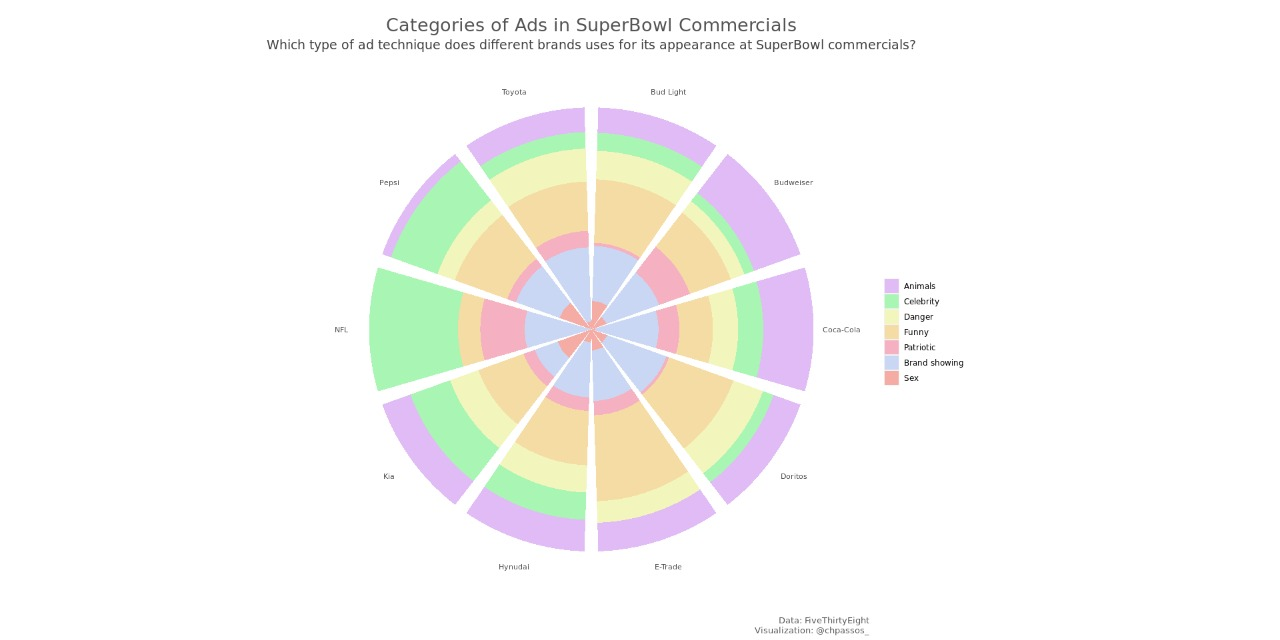 Categories of Ads in SuperBowl Commercials
Which type of ad technique does different brands uses for its appearance at SuperBowl commercials?
Toyota
Bud Light
Pepsi
Budweiser
NFL
Coca-Cola
Kia
Doritos
Hynudai
E-Trade
Animals
Celebrity
Danger
Funny
Patriotic
Brand showing
Sex
Data: FiveThirtyEight
Visualization: @chpassos_